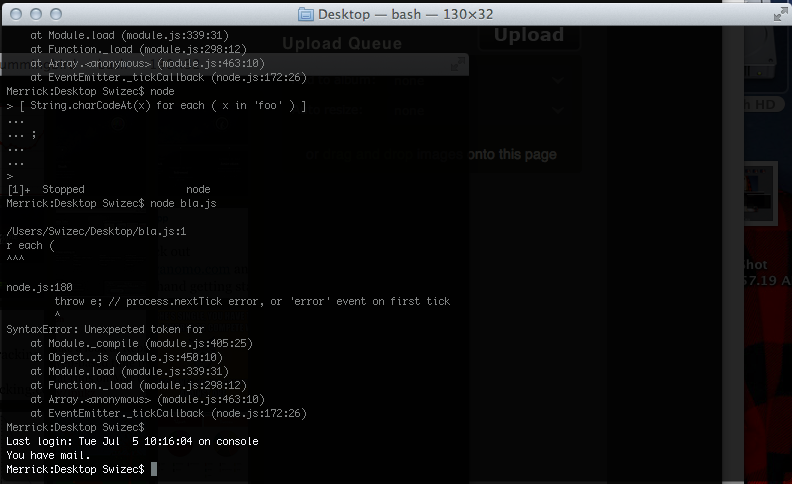 Desktop — bash — 130×32
    at Module.load (module.js:339:31)
    at Function._load (module.js:298:12)
    at Array.<anonymous> (module.js:463:10)
    at EventEmitter._tickCallback (node.js:172:26)
Merrick:Desktop Swizec$ node
> [ String.charCodeAt(x) for each ( x in 'foo' ) ]
...
... ;
...
...
>
[1]+  Stopped                 node
Merrick:Desktop Swizec$ node bla.js
/Users/Swizec/Desktop/bla.js:1
r each (
^^^
node.js:180
        throw e; // process.nextTick error, or 'error' event on first tick
        ^
SyntaxError: Unexpected token for
    at Module._compile (module.js:405:25)
    at Object..js (module.js:450:10)
    at Module.load (module.js:339:31)
    at Function._load (module.js:298:12)
    at Array.<anonymous> (module.js:463:10)
    at EventEmitter._tickCallback (node.js:172:26)
Merrick:Desktop Swizec$
Last login: Tue Jul  5 10:16:04 on console
You have mail.
Merrick:Desktop Swizec$
Upload Queue
Upload
onto this page
HD